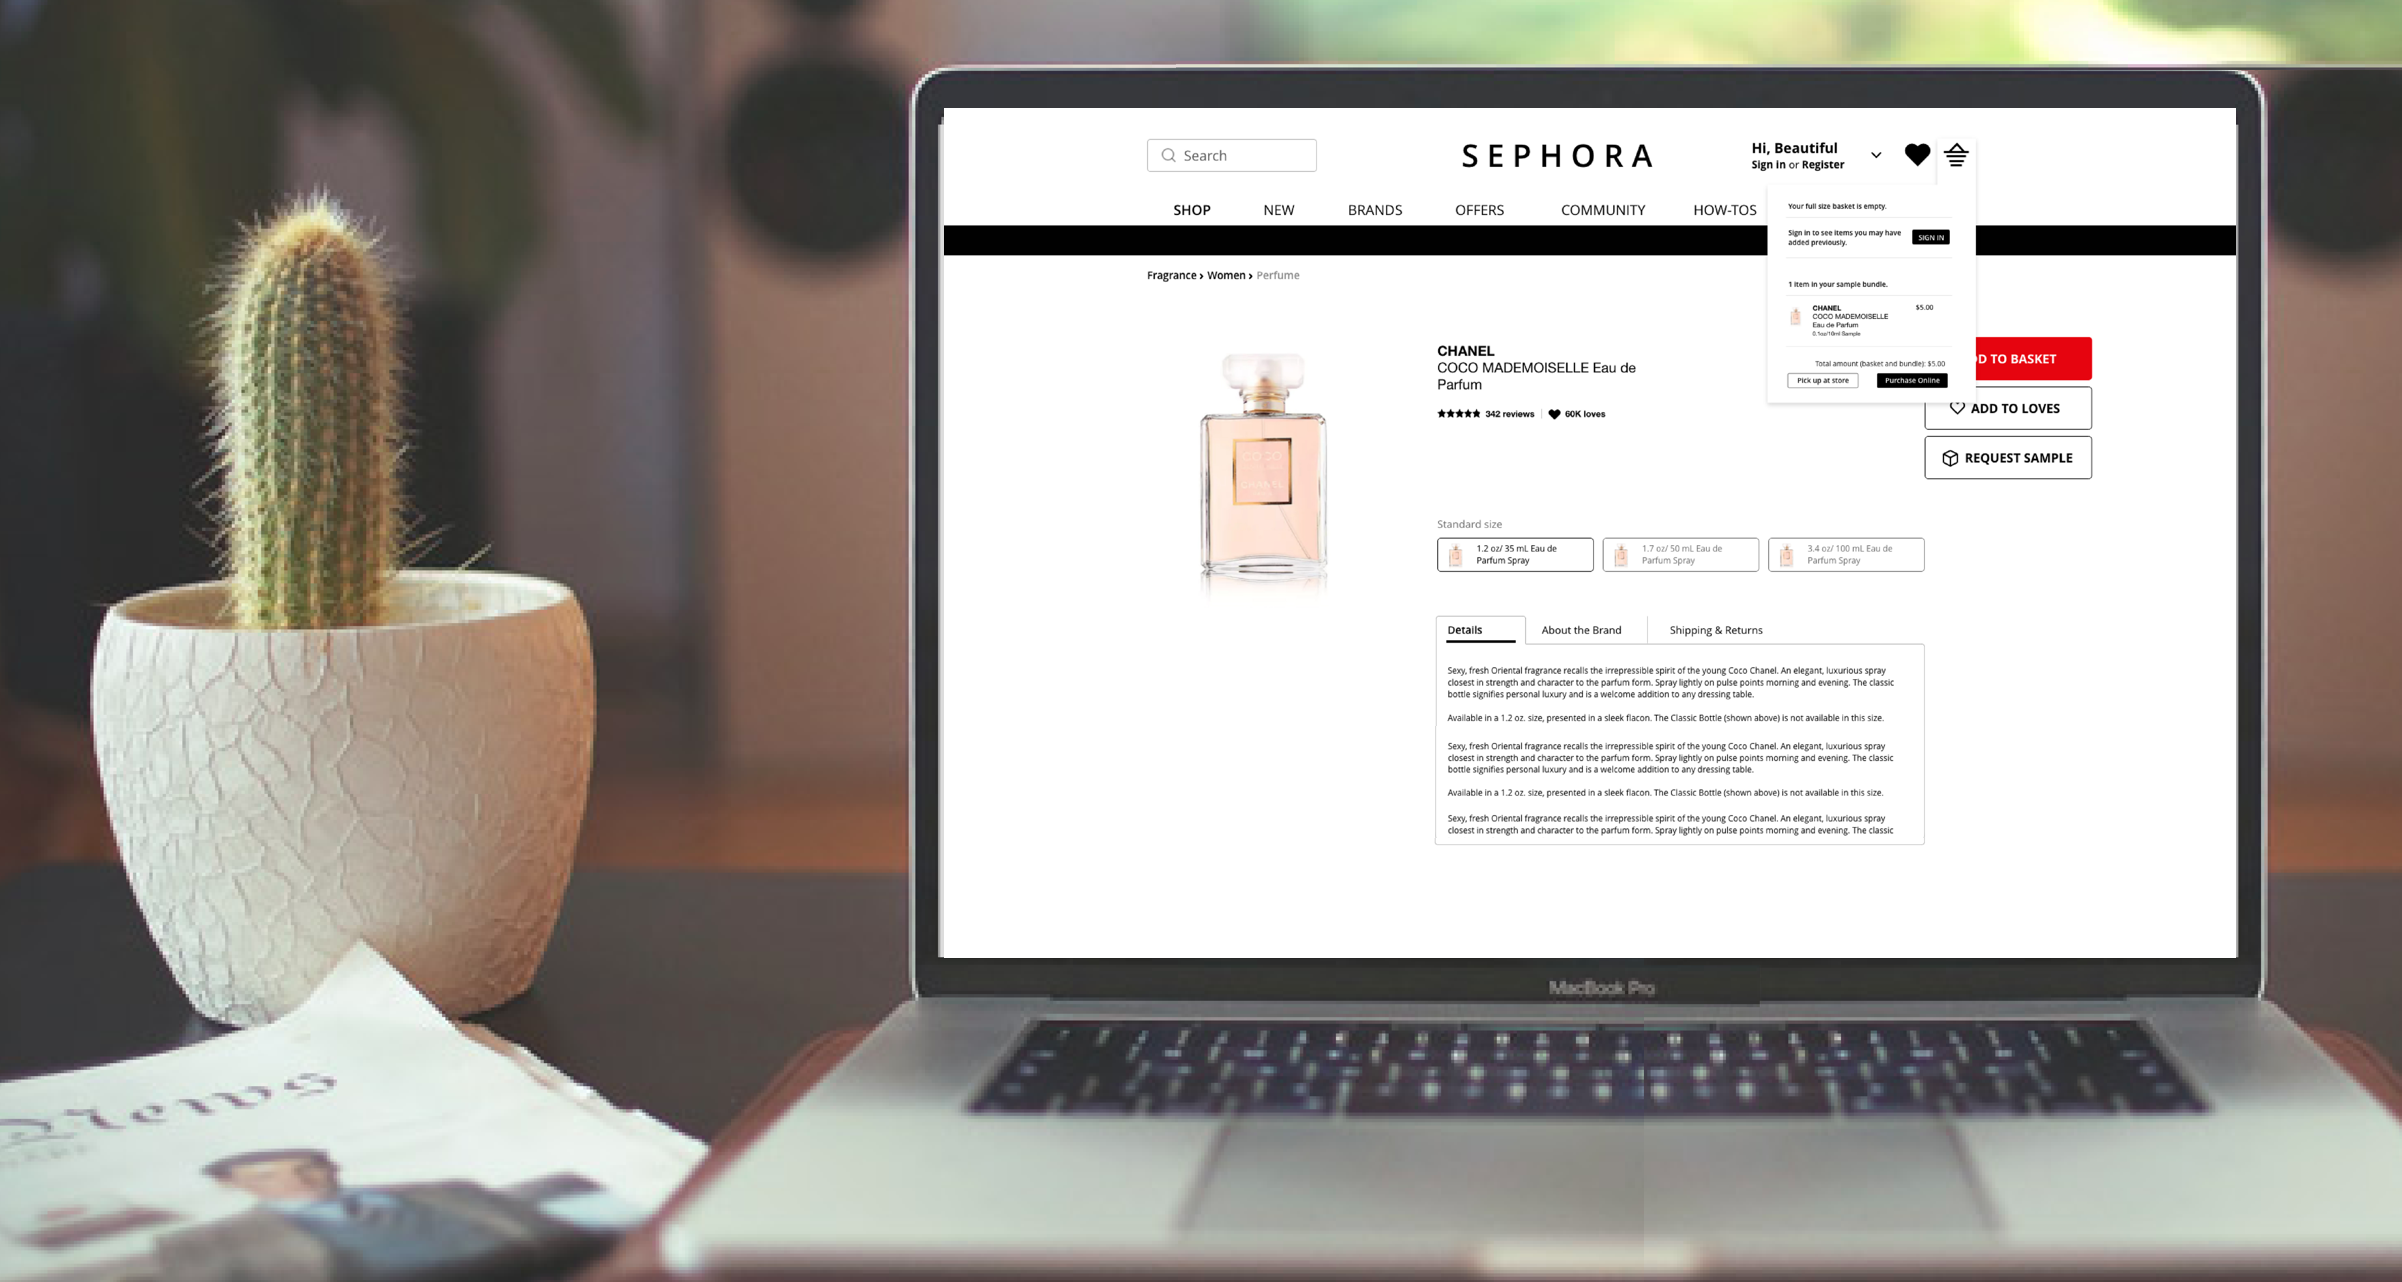 Search
SEPHORA
Hi, Beautiful
Sign in or Register
SHOP
NEW
BRANDS
OFFERS
COMMUNITY
HOW-TOS
Your full size basket is empty.
Sign in to see items you may have
added previously.
SIGN IN
1 item in your sample bundle.
CHANEL
$5.00
COCO MADEMOISELLE
Eau de Parfum
0.1oz/10ml Sample
Total amount (basket and bundle): $5.00
Pick up at store
Purchase Online
Fragrance › Women › Perfume
COCO
CHANEL
CHANEL
COCO MADEMOISELLE Eau de
Parfum
342 reviews
60K loves
D TO BASKET
ADD TO LOVES
REQUEST SAMPLE
Standard size
1.2 oz/ 35 mL Eau de
Parfum Spray
1.7 oz/ 50 mL Eau de
Parfum Spray
3.4 oz/ 100 mL Eau de
Parfum Spray
Details
About the Brand
Shipping & Returns
Sexy, fresh Oriental fragrance recalls the irrepressible spirit of the young Coco Chanel. An elegant, luxurious spray
closest in strength and character to the parfum form. Spray lightly on pulse points morning and evening. The classic
bottle signifies personal luxury and is a welcome addition to any dressing table.
Available in a 1.2 oz. size, presented in a sleek flacon. The Classic Bottle (shown above) is not available in this size.
Sexy, fresh Oriental fragrance recalls the irrepressible spirit of the young Coco Chanel. An elegant, luxurious spray
closest in strength and character to the parfum form. Spray lightly on pulse points morning and evening. The classic
bottle signifies personal luxury and is a welcome addition to any dressing table.
Available in a 1.2 oz. size, presented in a sleek flacon. The Classic Bottle (shown above) is not available in this size.
Sexy, fresh Oriental fragrance recalls the irrepressible spirit of the young Coco Chanel. An elegant, luxurious spray
closest in strength and character to the parfum form. Spray lightly on pulse points morning and evening. The classic
MacBook Pro
News